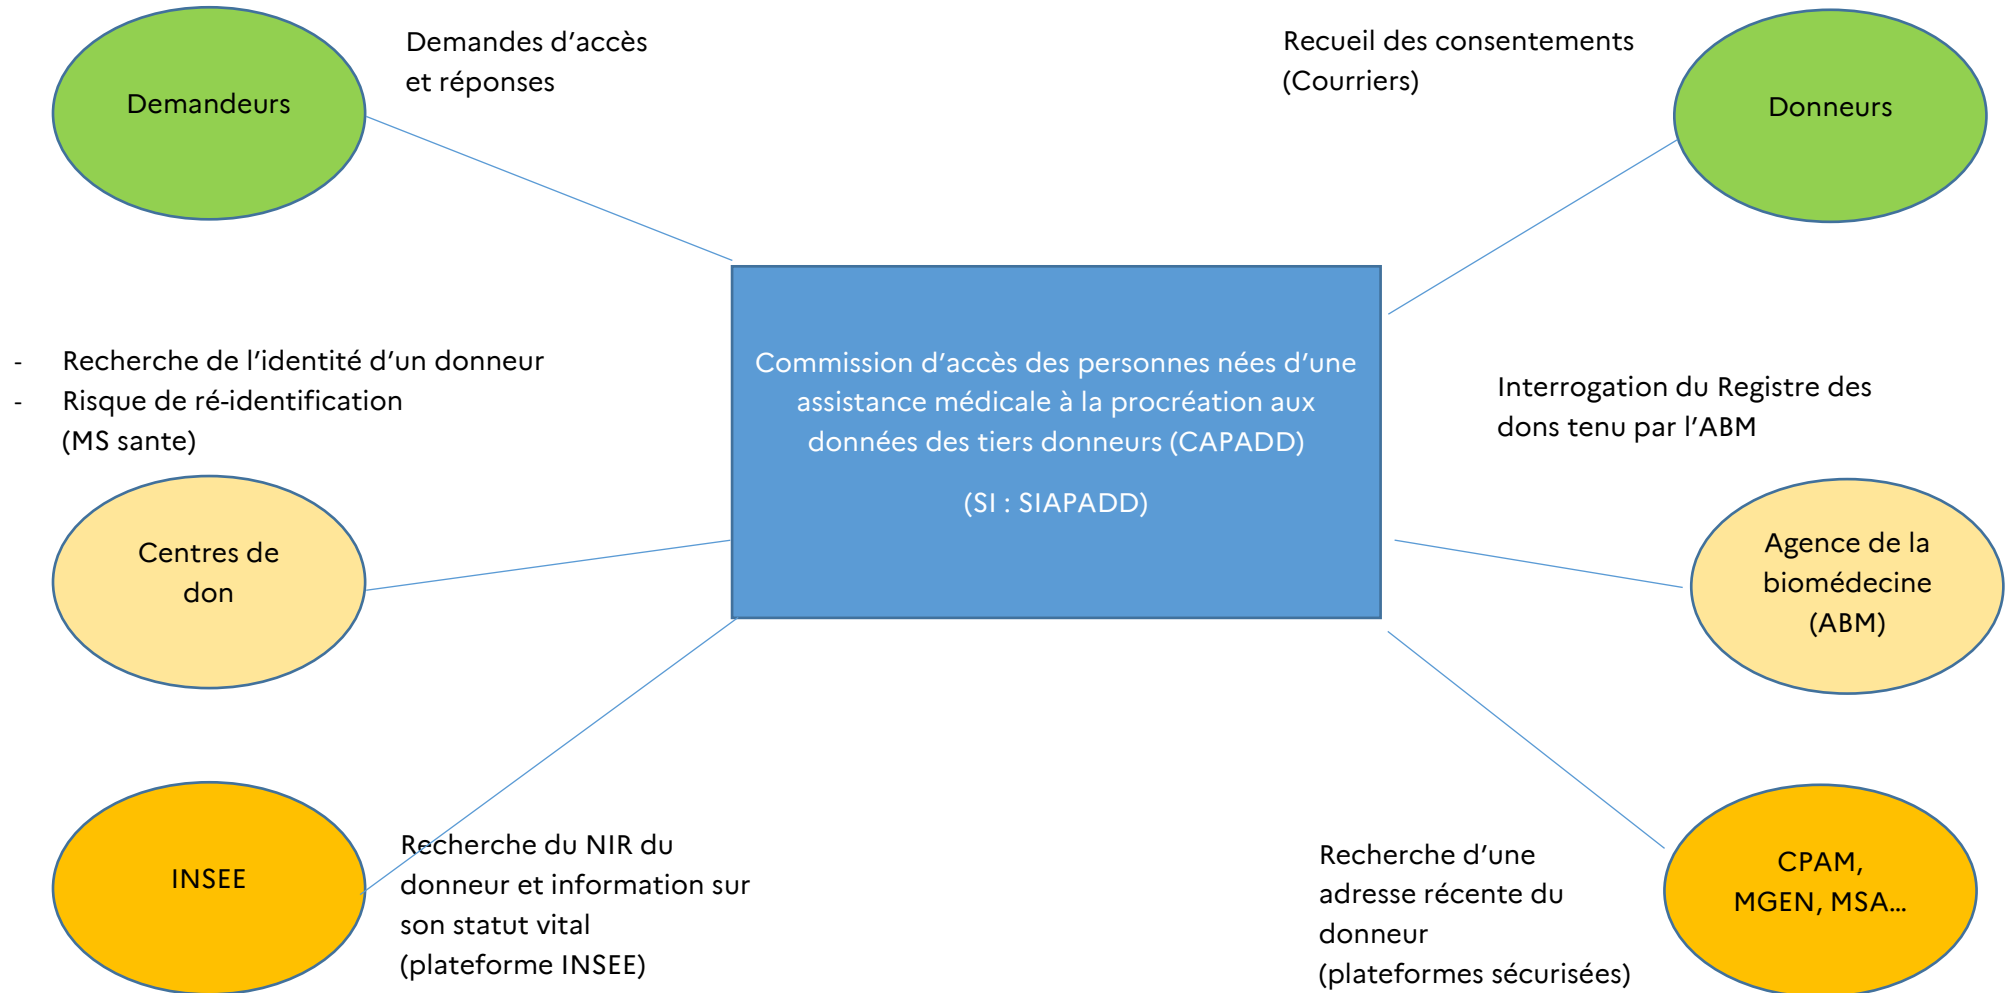 Demandeurs
Demandes d’accès
et réponses
Recueil des consentements
(Courriers)
Donneurs
- Recherche de l’identité d’un donneur
- Risque de ré-identification
(MS sante)
Commission d’accès des personnes nées d’une
assistance médicale à la procréation aux
données des tiers donneurs (CAPADD)
(SI : SIAPADD)
Interrogation du Registre des
dons tenu par l’ABM
Centres de
don
Agence de la
biomédecine
(ABM)
INSEE
Recherche du NIR du
donneur et information sur
son statut vital
(plateforme INSEE)
Recherche d’une
adresse récente du
donneur
(plateformes sécurisées)
CPAM,
MGEN, MSA…